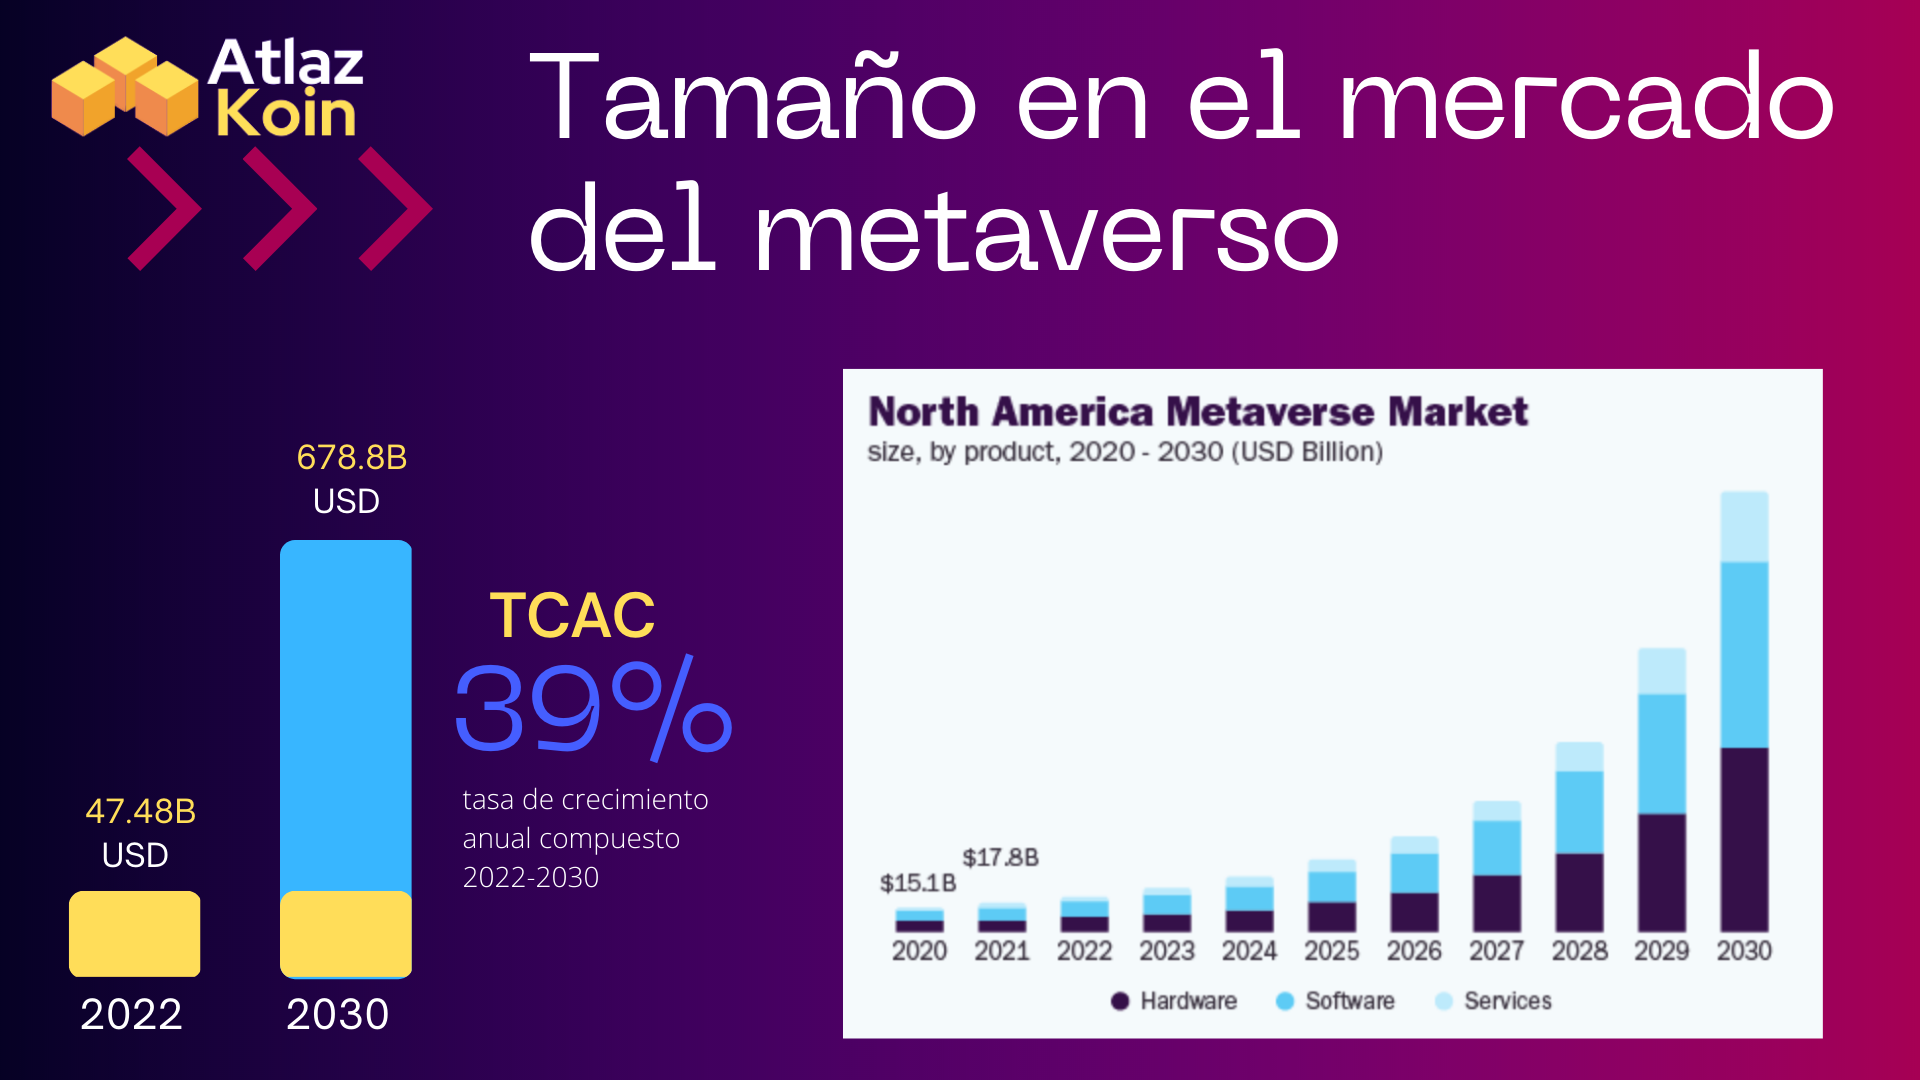 Atlaz
Koin
Tamaño en el mercado
del metaverso
678.8B
USD
47.48B
USD
2022
2030
TCAC
39%
tasa de crecimiento
anual compuesto
2022-2030
North America Metaverse Market
size, by product, 2020 - 2030 (USD Billion)
$15.1B
$17.8B
2020 2021 2022 2023 2024 2025 2026 2027 2028 2029 2030
Hardware Software Services